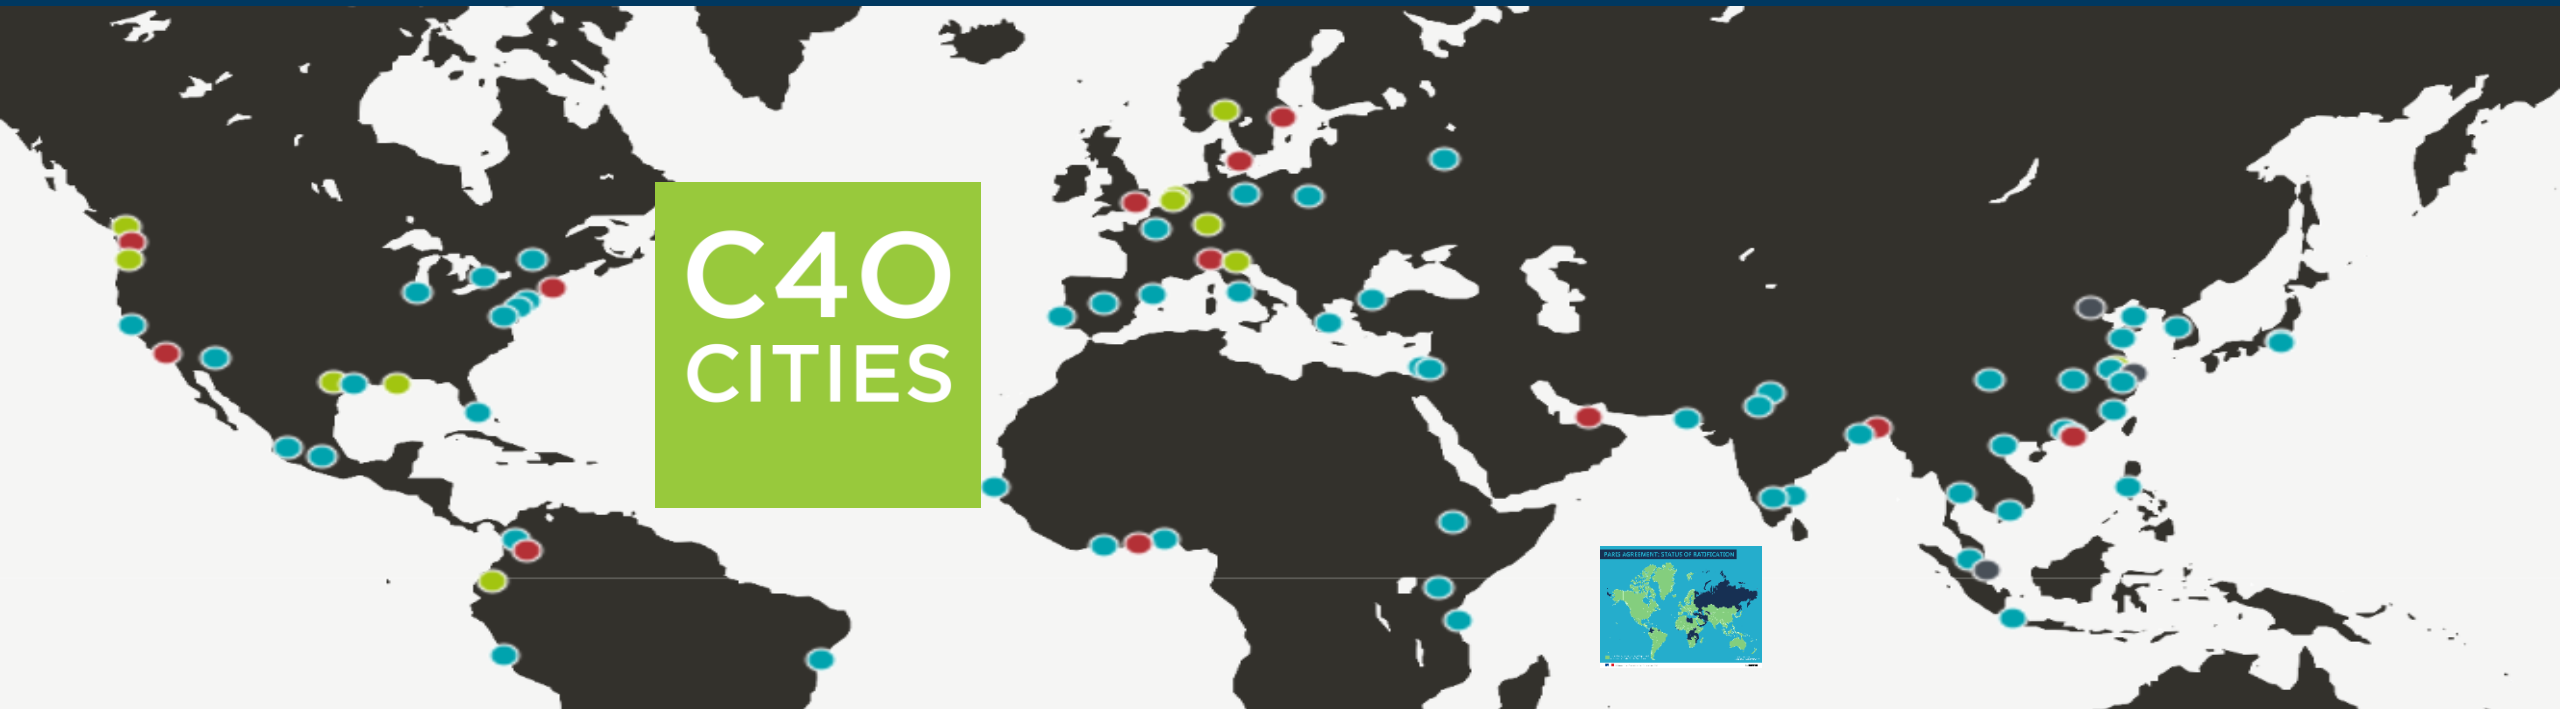 C40
CITIES
PARIS AGREEMENT: STATUS OF RATIFICATION